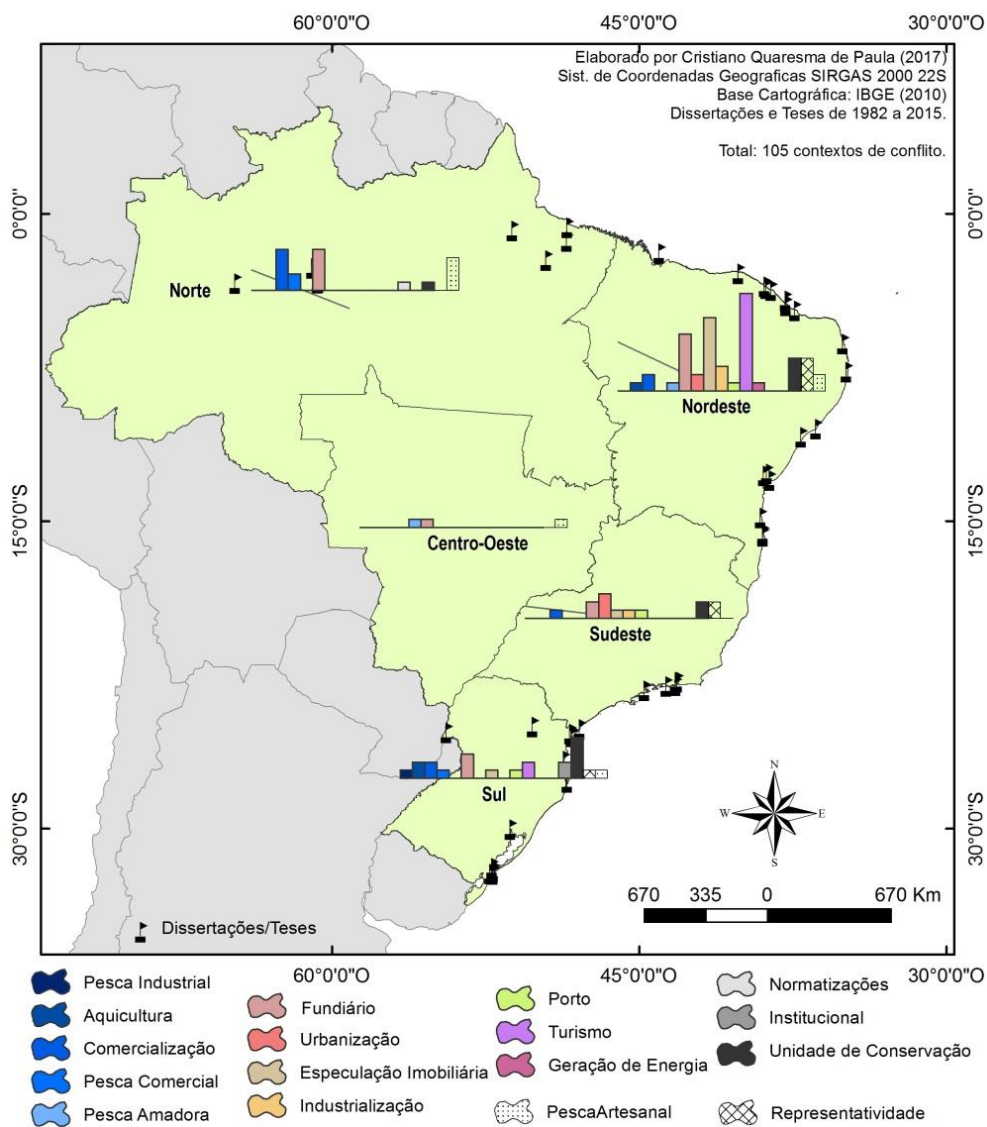 60°0'0"O 45°0'0"O 30°0'0"O
Elaborado por Cristiano Quaresma de Paula (2017)
Sist. de Coordenadas Geograficas SIRGAS 2000 22S
Base Cartográfica: IBGE (2010)
Dissertações e Teses de 1982 a 2015.
Total: 105 contextos de conflito.
0°0'0" 0°0'0"
Norte
Nordeste
15°0'0"S 15°0'0"S
Centro-Oeste
Sudeste
Sul
N
W E
S
30°0'0"S 30°0'0"S
670 335 0 670 Km
Dissertações/Teses
60°0'0"O 45°0'0"O 30°0'0"O
Pesca Industrial
Aquicultura
Comercialização
Pesca Comercial
Pesca Amadora
Fundiário
Urbanização
Especulação Imobiliária
Industrialização
Porto
Turismo
Geração de Energia
PescaArtesanal
Normatizações
Institucional
Unidade de Conservação
Representatividade